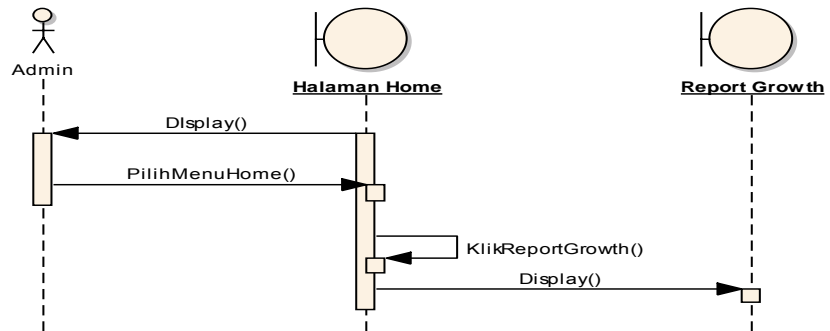 Admin
Halaman Home
Report Growth
DIsplay()
PilihMenuHome()
KlikReportGrowth()
Display()